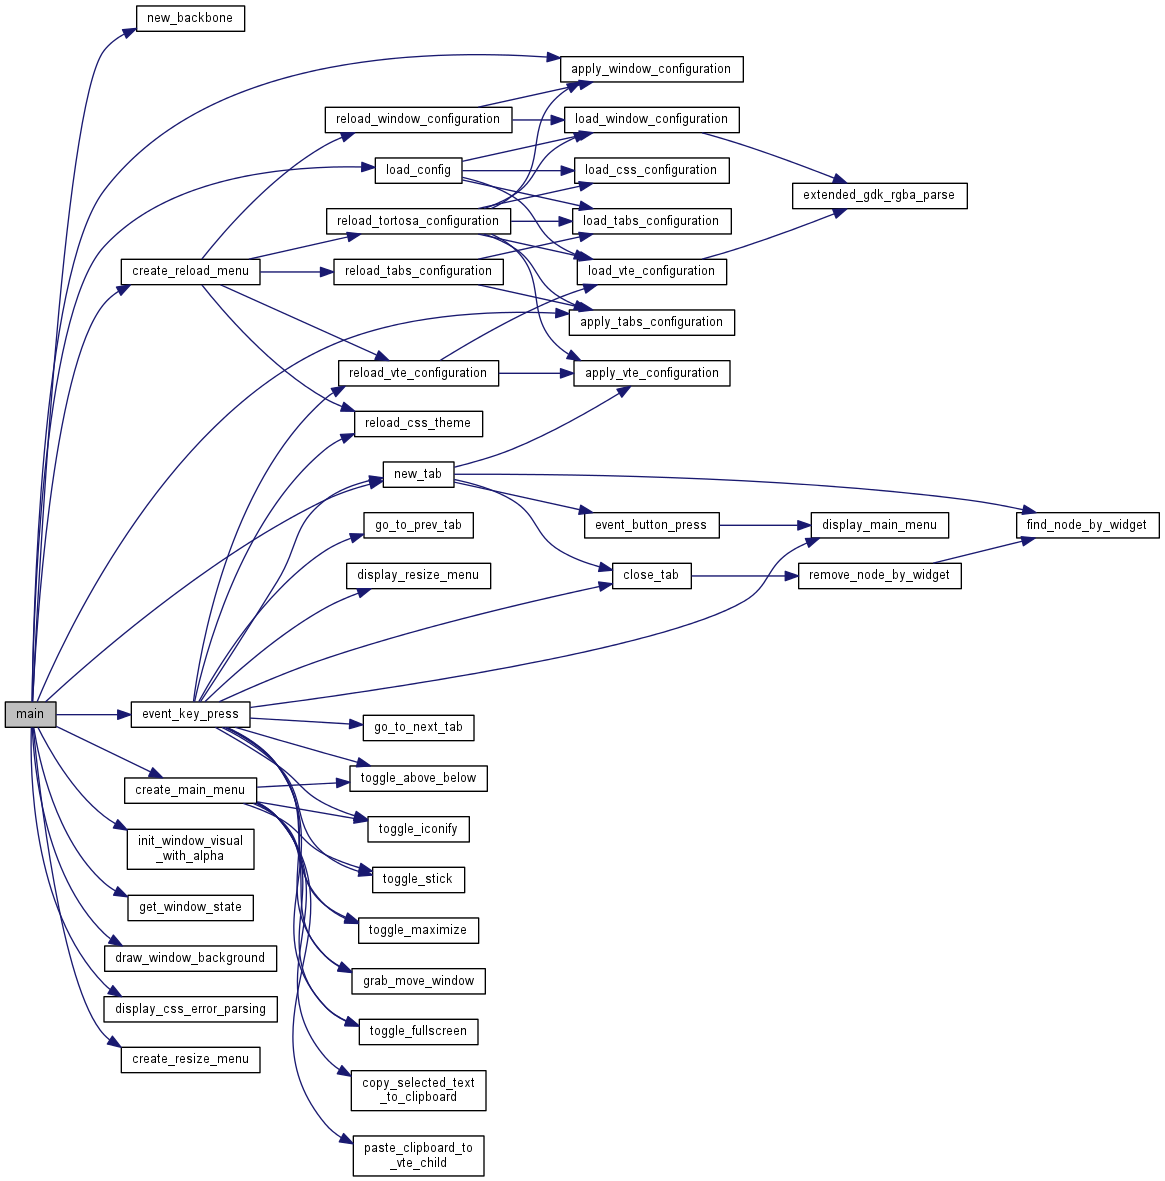 new_backbone
apply_window_configuration
reload_window_configuration
load_window_configuration
load_config
load_css_configuration
extended_gdk_rgba_parse
reload_tortosa_configuration
load_tabs_configuration
create_reload_menu
reload_tabs_configuration
load_vte_configuration
apply_tabs_configuration
reload_vte_configuration
apply_vte_configuration
reload_css_theme
new_tab
go_to_prev_tab
event_button_press
display_main_menu
find_node_by_widget
display_resize_menu
close_tab
remove_node_by_widget
main
event_key_press
go_to_next_tab
toggle_above_below
create_main_menu
toggle_iconify
init_window_visual
_with_alpha
toggle_stick
get_window_state
toggle_maximize
draw_window_background
grab_move_window
display_css_error_parsing
toggle_fullscreen
create_resize_menu
copy_selected_text
_to_clipboard
paste_clipboard_to
_vte_child